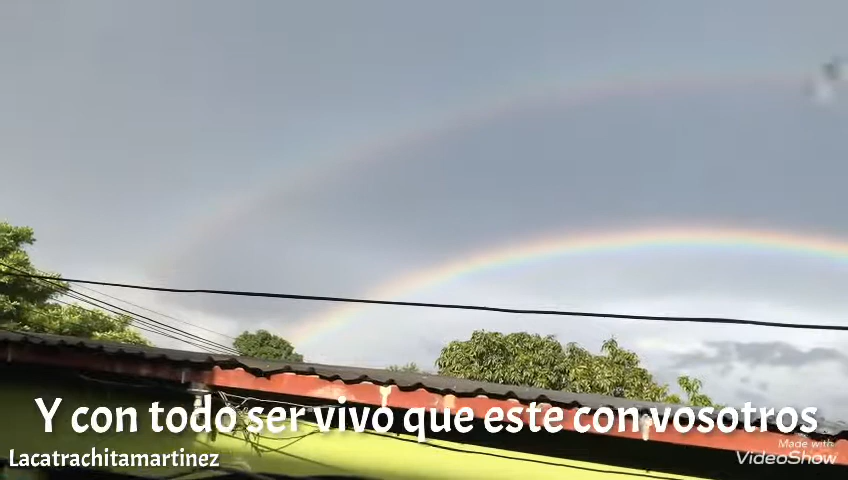 Y con todo ser vivo que este con vosotros
Lacatrachitamartinez
Made with
VideoShow